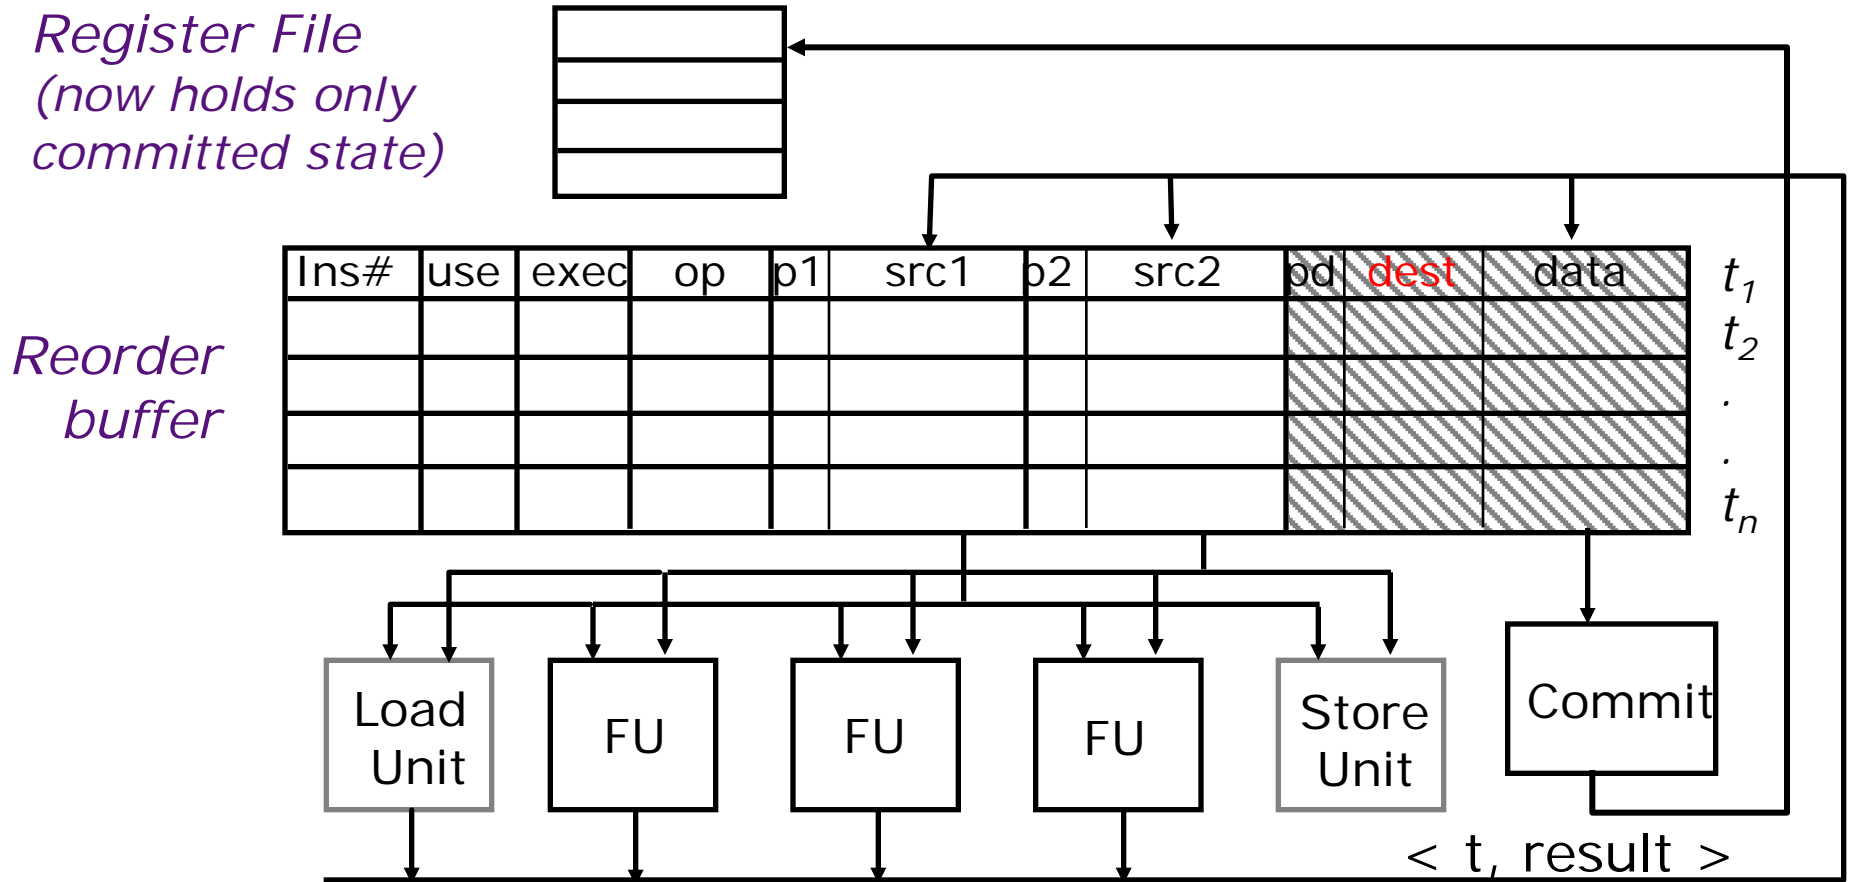 Register File
(now holds only
committed state)
Ins# use exec op p1 src1 p2 src2 pd dest data t1
t2
.
.
tn
Reorder
buffer
Load
Unit
FU
FU
FU
Store
Unit
Commit
< t, result >